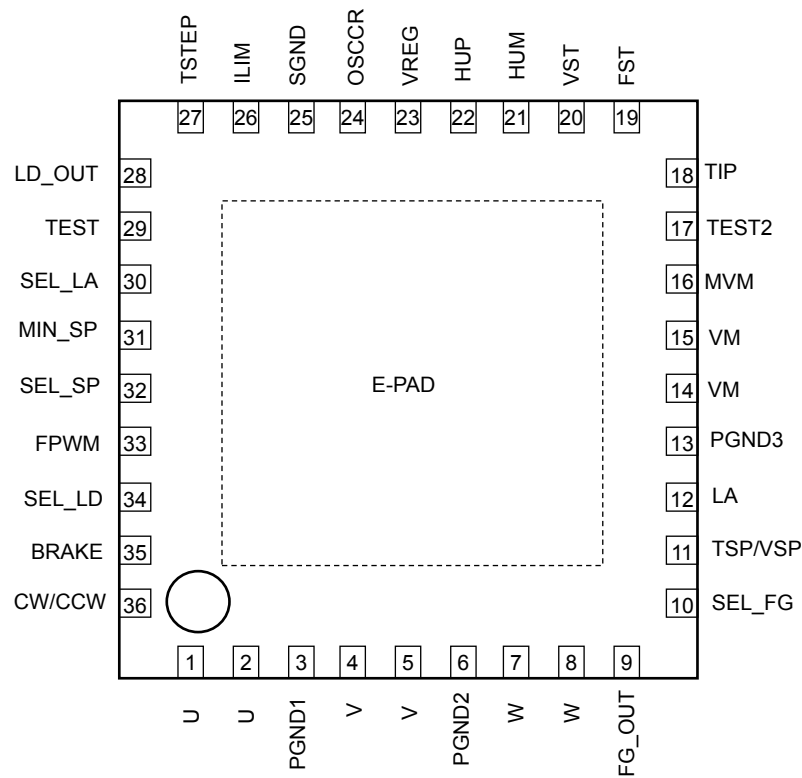 TSTEP ILIM SGND OSCCR VREG HUP HUM VST FST
27 26 25 24 23 22 21 20 19
LD_OUT 28 18 TIP
TEST 29 17 TEST2
SEL_LA 30 16 MVM
MIN_SP 31 15 VM
SEL_SP 32 E-PAD 14 VM
FPWM 33 13 PGND3
SEL_LD 34 12 LA
BRAKE 35 11 TSP/VSP
CW/CCW 36 10 SEL_FG
1 2 3 4 5 6 7 8 9
U U PGND1 V V PGND2 W W FG_OUT